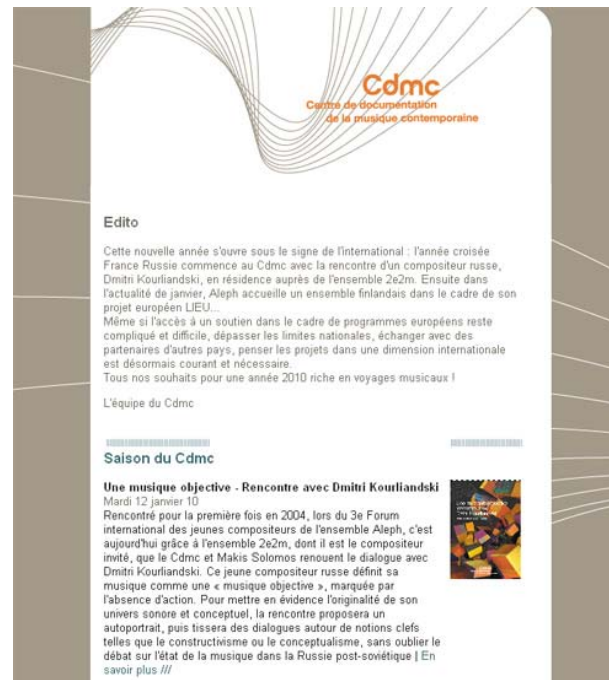 Cdmc
Centre de documentation
de la musique contemporaine
Edito
Cette nouvelle année s'ouvre sous le signe de l'international : l'année croisée
France Russie commence au Cdmc avec la rencontre d'un compositeur russe,
Dmitri Kourliandski, en résidence auprès de l'ensemble 2e2m. Ensuite dans
l'actualité de janvier, Aleph accueille un ensemble finlandais dans le cadre de son
projet européen LIEU...
Même si l'accès à un soutien dans le cadre de programmes européens reste
compliqué et difficile, dépasser les limites nationales, échanger avec des
partenaires d'autres pays, penser les projets dans une dimension internationale
est désormais courant et nécessaire.
Tous nos souhaits pour une année 2010 riche en voyages musicaux !
L'équipe du Cdmc
Saison du Cdmc
Une musique objective - Rencontre avec Dmitri Kourliandski
Mardi 12 janvier 10
Rencontré pour la première fois en 2004, lors du 3e Forum
international des jeunes compositeurs de l'ensemble Aleph, c'est
aujourd'hui grâce à l'ensemble 2e2m, dont il est le compositeur
invité, que le Cdmc et Makis Solomos renouent le dialogue avec
Dmitri Kourliandski. Ce jeune compositeur russe définit sa
musique comme une « musique objective », marquée par
l'absence d'action. Pour mettre en évidence l'originalité de son
univers sonore et conceptuel, la rencontre proposera un
autoportrait, puis tissera des dialogues autour de notions clefs
telles que le constructivisme ou le conceptualisme, sans oublier le
débat sur l'état de la musique dans la Russie post-soviétique | En
savoir plus ///